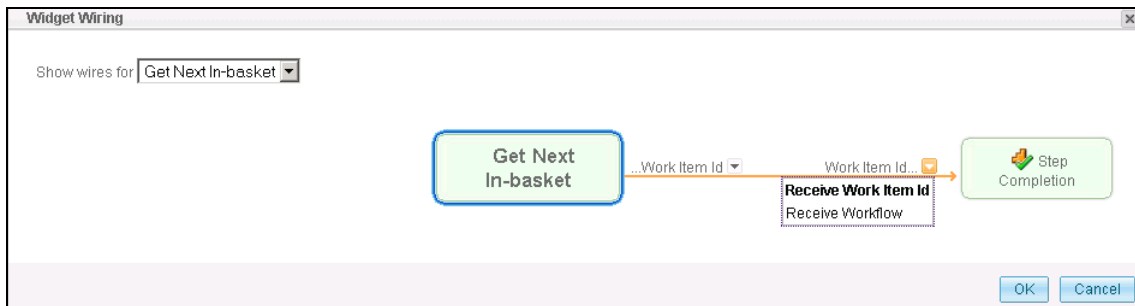 Widget Wiring
Show wires for Get Next In-basket
Get Next
In-basket
...Work Item Id
Work Item Id...
Step
Completion
Receive Work Item Id
Receive Workflow
OK
Cancel